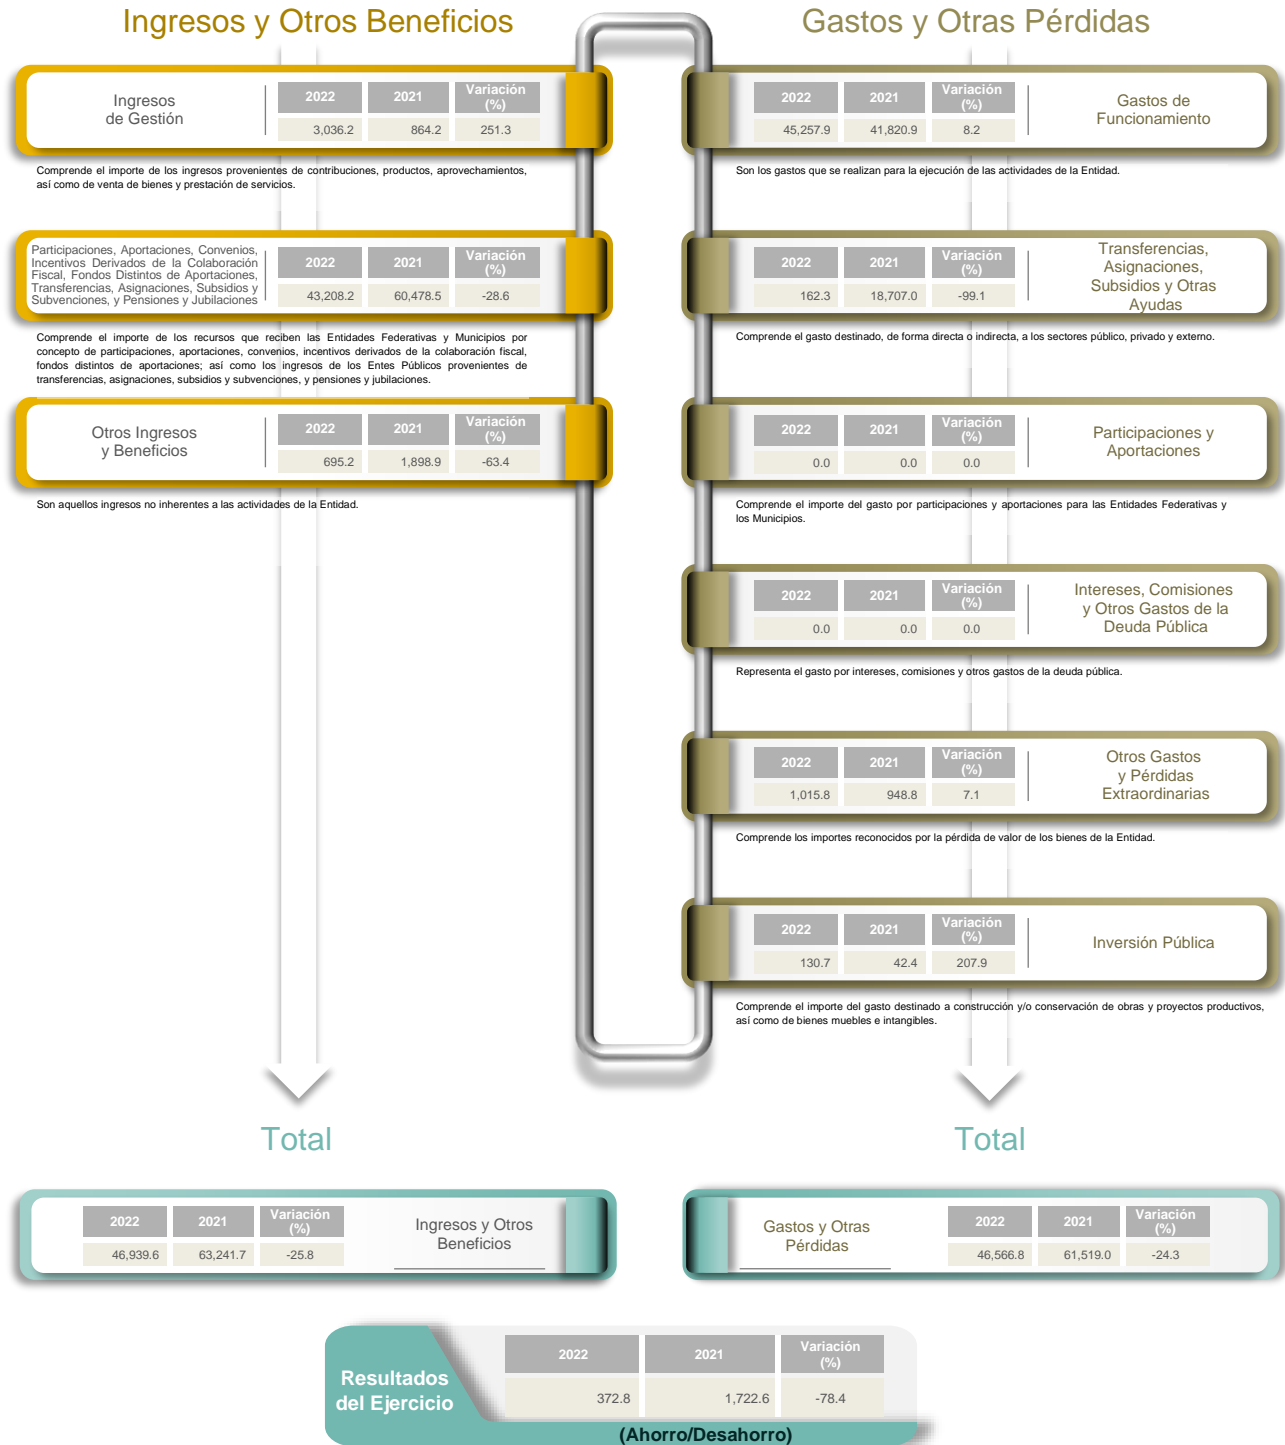 Ingresos y Otros Beneficios
Ingresos
de Gestión
2022 2021 Variación
(%)
3,036.2 864.2 251.3
Comprende el importe de los ingresos provenientes de contribuciones, productos, aprovechamientos,
así como de venta de bienes y prestación de servicios.
Participaciones, Aportaciones, Convenios,
Incentivos Derivados de la Colaboración
Fiscal, Fondos Distintos de Aportaciones,
Transferencias, Asignaciones, Subsidios y
Subvenciones, y Pensiones y Jubilaciones
2022 2021 Variación
(%)
43,208.2 60,478.5 -28.6
Comprende el importe de los recursos que reciben las Entidades Federativas y Municipios por
concepto de participaciones, aportaciones, convenios, incentivos derivados de la colaboración fiscal,
fondos distintos de aportaciones; así como los ingresos de los Entes Públicos provenientes de
transferencias, asignaciones, subsidios y subvenciones, y pensiones y jubilaciones.
Otros Ingresos
y Beneficios
2022 2021 Variación
(%)
695.2 1,898.9 -63.4
Son aquellos ingresos no inherentes a las actividades de la Entidad.
Gastos y Otras Pérdidas
2022 2021 Variación
(%)
45,257.9 41,820.9 8.2
Gastos de
Funcionamiento
Son los gastos que se realizan para la ejecución de las actividades de la Entidad.
2022 2021 Variación
(%)
162.3 18,707.0 -99.1
Transferencias,
Asignaciones,
Subsidios y Otras
Ayudas
Comprende el gasto destinado, de forma directa o indirecta, a los sectores público, privado y externo.
2022 2021 Variación
(%)
0.0 0.0 0.0
Participaciones y
Aportaciones
Comprende el importe del gasto por participaciones y aportaciones para las Entidades Federativas y
los Municipios.
2022 2021 Variación
(%)
0.0 0.0 0.0
Intereses, Comisiones
y Otros Gastos de la
Deuda Pública
Representa el gasto por intereses, comisiones y otros gastos de la deuda pública.
2022 2021 Variación
(%)
1,015.8 948.8 7.1
Otros Gastos
y Pérdidas
Extraordinarias
Comprende los importes reconocidos por la pérdida de valor de los bienes de la Entidad.
2022 2021 Variación
(%)
130.7 42.4 207.9
Inversión Pública
Comprende el importe del gasto destinado a construcción y/o conservación de obras y proyectos productivos,
así como de bienes muebles e intangibles.
Total
2022 2021 Variación
(%)
46,939.6 63,241.7 -25.8
Ingresos y Otros
Beneficios
Total
Gastos y Otras
Pérdidas
2022 2021 Variación
(%)
46,566.8 61,519.0 -24.3
Resultados
del Ejercicio
2022 2021 Variación
(%)
372.8 1,722.6 -78.4
(Ahorro/Desahorro)